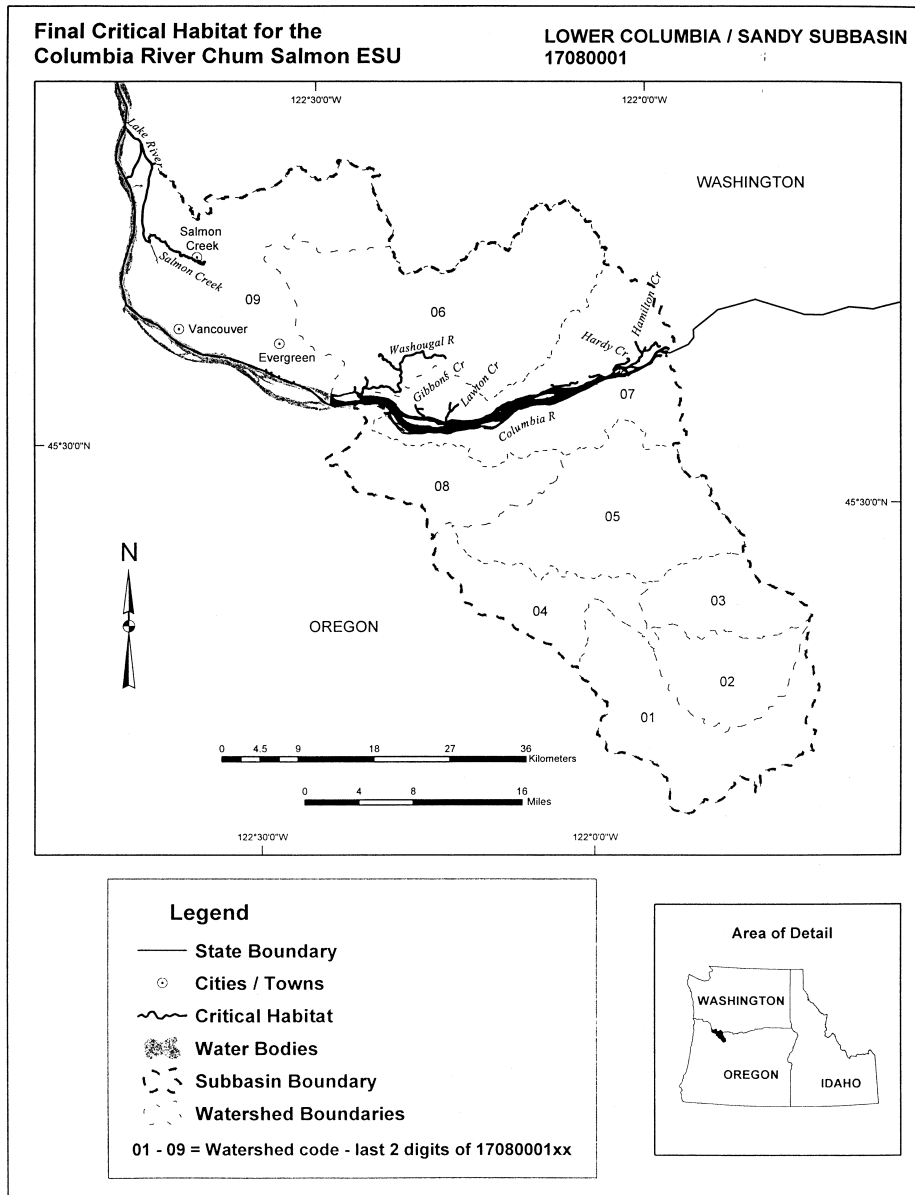 Final Critical Habitat for the
Columbia River Chum Salmon ESU
LOWER COLUMBIA / SANDY SUBBASIN
17080001
122°30'0"W
122°0'0"W
Lake River
WASHINGTON
Salmon
Creek
Salmon Creek
09
Vancouver
Evergreen
06
Washougal R
Gibbons Cr
Lawton Cr
Hardy Cr
Hamilton Cr
07
Columbia R
45°30'0"N
45°30'0"N
08
05
N
04
03
OREGON
02
01
0 4.5 9 18 27 36
Kilometers
0 4 8 16
Miles
122°30'0"W
122°0'0"W
Legend
State Boundary
Cities / Towns
Critical Habitat
Water Bodies
Subbasin Boundary
Watershed Boundaries
01 - 09 = Watershed code - last 2 digits of 17080001xx
Area of Detail
WASHINGTON
OREGON
IDAHO